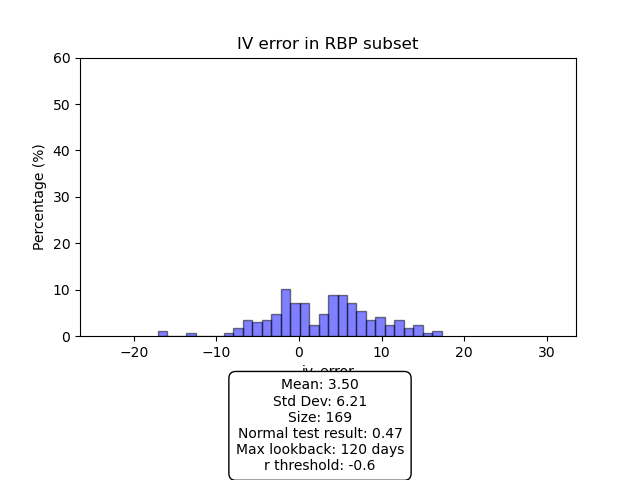 IV error in RBP subset
60
50
40
30
20
10
0
Percentage (%)
−20
−10
0
10
20
30
iv_error
Mean: 3.50
Std Dev: 6.21
Size: 169
Normal test result: 0.47
Max lookback: 120 days
r threshold: -0.6